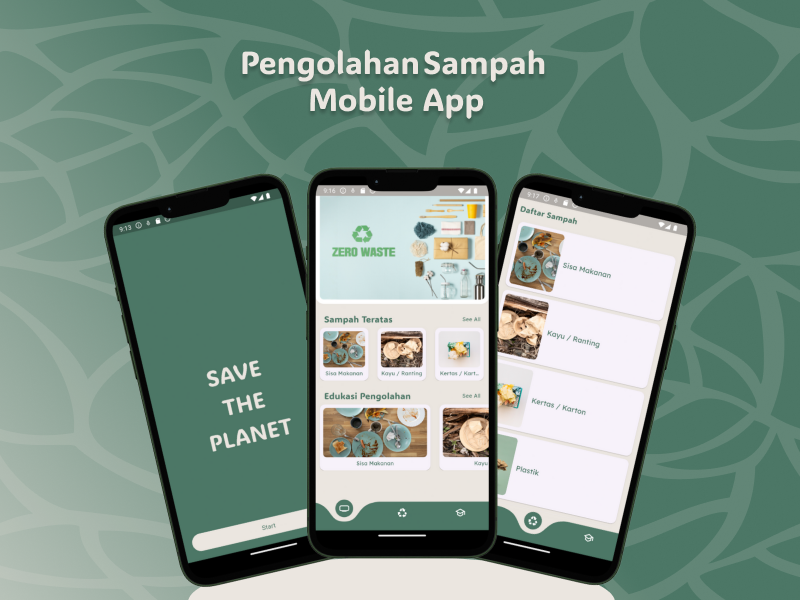 Pengolahan Sampah
Mobile App
9:13
SAVE
THE
PLANET
Start
9:16
ZERO WASTE
Sampah Teratas
See All
Sisa Makanan
Kayu / Ranting
Kertas / Kart...
Edukasi Pengolahan
See All
Sisa Makanan
Kayu
9:17
Daftar Sampah
Sisa Makanan
Kayu / Ranting
Kertas / Karton
Plastik